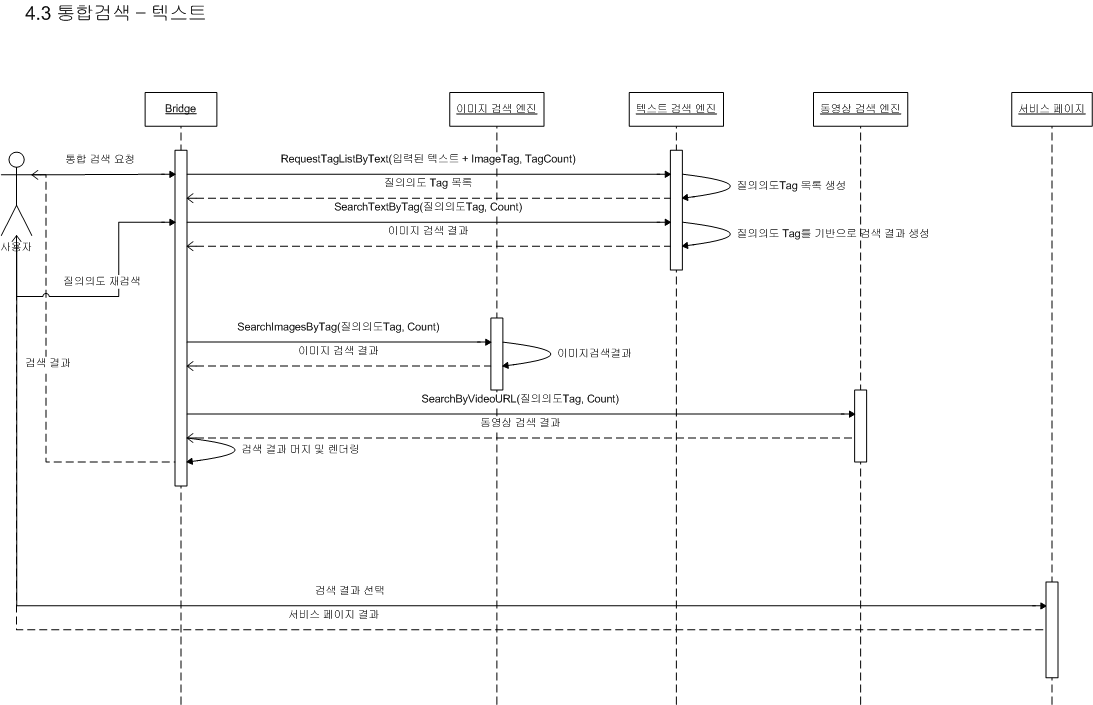 4.3 통합검색 – 텍스트
Bridge
이미지 검색 엔진
텍스트 검색 엔진
동영상 검색 엔진
서비스 페이지
통합 검색 요청
RequestTagListByText(입력된 텍스트 + ImageTag, TagCount)
질의의도 Tag 목록
질의의도Tag 목록 생성
SearchTextByTag(질의의도Tag, Count)
이미지 검색 결과
질의의도 Tag를 기반으로 검색 결과 생성
사용자
질의의도 재검색
SearchImagesByTag(질의의도Tag, Count)
이미지 검색 결과
이미지검색결과
검색 결과
SearchByVideoURL(질의의도Tag, Count)
동영상 검색 결과
검색 결과 머지 및 렌더링
검색 결과 선택
서비스 페이지 결과